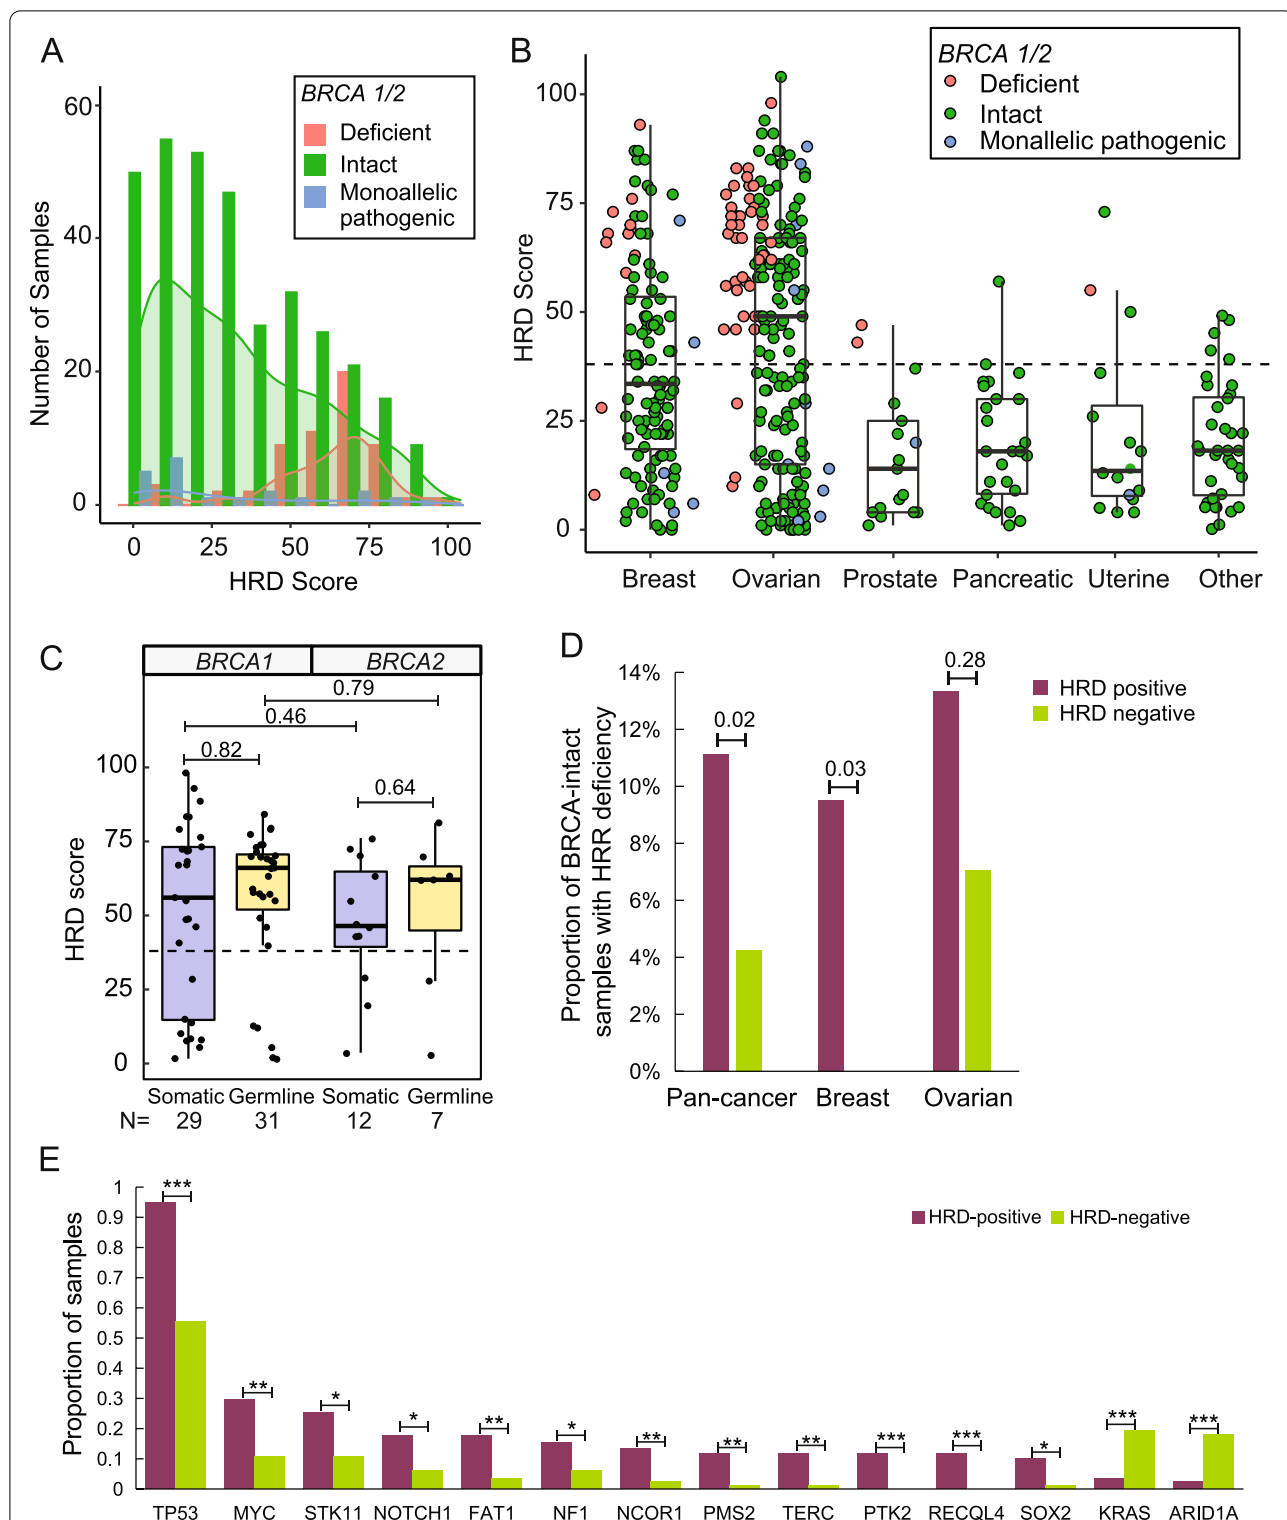 A
60
40
20
0
Number of Samples
BRCA 1/2
Deficient
Intact
Monoallelic
pathogenic
0 25 50 75 100
HRD Score
B
100
75
50
25
0
HRD Score
BRCA 1/2
Deficient
Intact
Monallelic pathogenic
Breast Ovarian Prostate Pancreatic Uterine Other
C
BRCA1 BRCA2
0.79
0.46
0.82
0.64
100
75
50
25
0
HRD score
Somatic Germline Somatic Germline
N= 29 31 12 7
D
14%
12%
10%
8%
6%
4%
2%
0%
Proportion of BRCA-intact
samples with HRR deficiency
0.02
0.03
0.28
HRD positive
HRD negative
Pan-cancer Breast Ovarian
E
1
0.9
0.8
0.7
0.6
0.5
0.4
0.3
0.2
0.1
0
Proportion of samples
*** ** * * ** * ** ** ** *** *** * *** ***
HRD-positive HRD-negative
TP53 MYC STK11 NOTCH1 FAT1 NF1 NCOR1 PMS2 TERC PTK2 RECQL4 SOX2 KRAS ARID1A